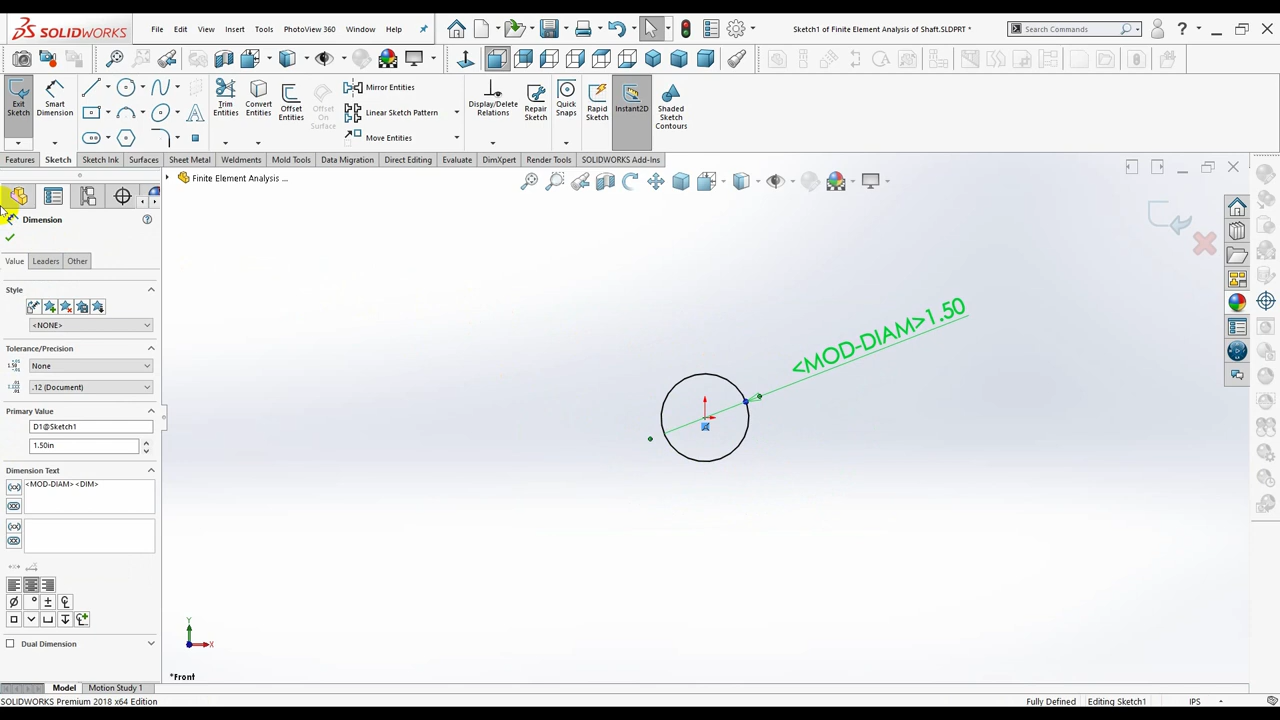 SOLIDWORKS
File
Edit
View
Insert
Tools
PhotoView 360
Window
Help
Sketch1 of Finite Element Analysis of Shaft.SLDPRT *
Search Commands
Exit Sketch
Smart Dimension
Trim Entities
Convert Entities
Offset Entities
Offset On Surface
Mirror Entities
Linear Sketch Pattern
Move Entities
Display/Delete Relations
Repair Sketch
Quick Snaps
Rapid Sketch
Instant2D
Shaded Sketch Contours
Features
Sketch
Sketch Ink
Surfaces
Sheet Metal
Weldments
Mold Tools
Data Migration
Direct Editing
Evaluate
DimXpert
Render Tools
SOLIDWORKS Add-Ins
Finite Element Analysis ...
Dimension
Value
Leaders
Other
Style
<NONE>
Tolerance/Precision
None
.12 (Document)
Primary Value
D1@Sketch1
1.50in
Dimension Text
<MOD-DIAM><DIM>
Dual Dimension
<MOD-DIAM>1.50
Y
X
*Front
Model
Motion Study 1
SOLIDWORKS Premium 2018 x64 Edition
Fully Defined
Editing Sketch1
IPS